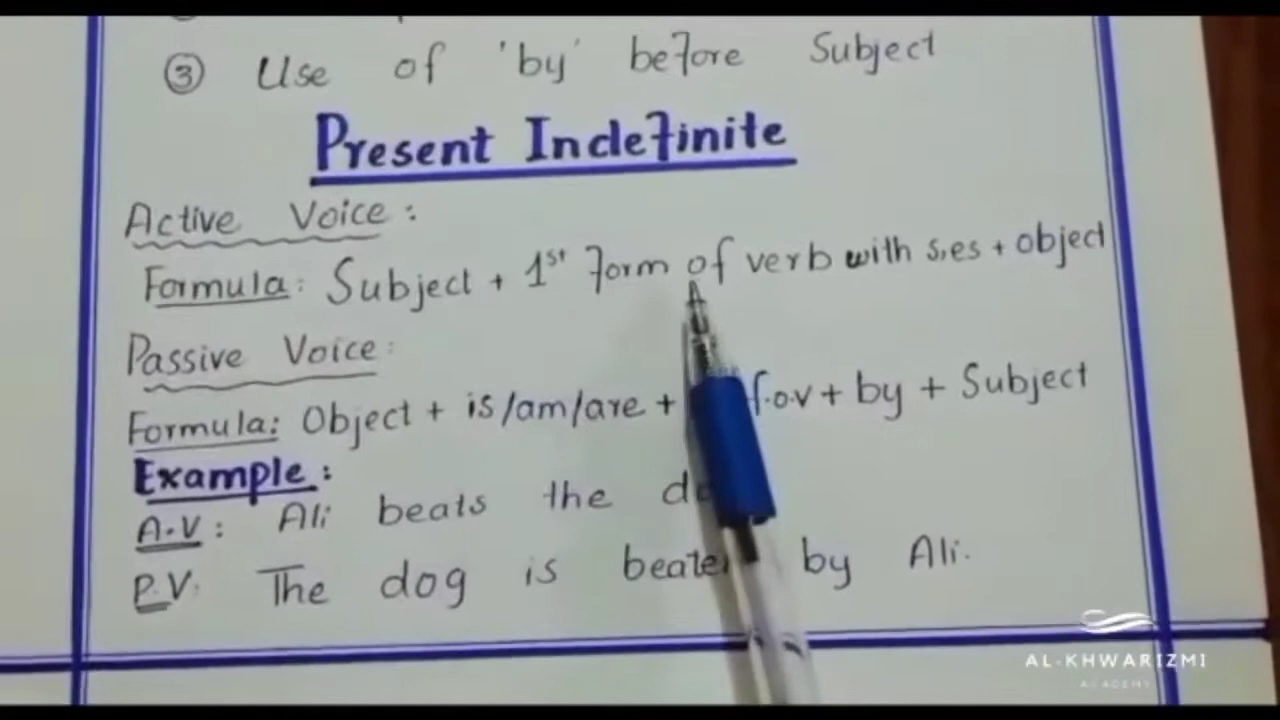 ③ Use of 'by' before Subject
Present Indefinite
Active Voice:
Formula: Subject + 1st form of verb with s,es + object
Passive Voice:
Formula: Object + is/am/are + f.o.v + by + Subject
Example:
A.V: Ali beats the
P.V. The dog is by Ali.
AL-KHWARIZMI
ACADEMY